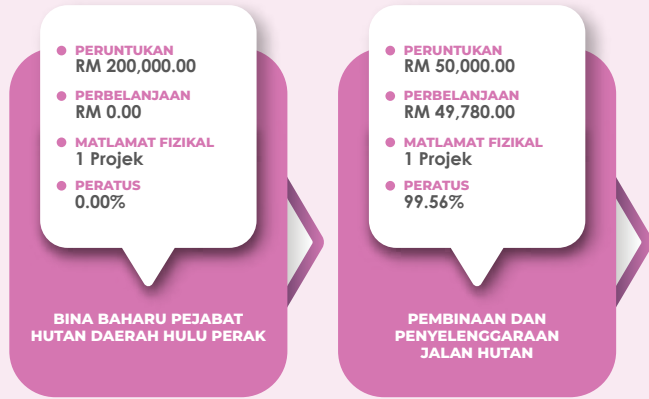 PERUNTUKAN
RM 200,000.00
PERBELANJAAN
RM 0.00
MATLAMAT FIZIKAL
1 Projek
PERATUS
0.00%
BINA BAHARU PEJABAT
HUTAN DAERAH HULU PERAK
PERUNTUKAN
RM 50,000.00
PERBELANJAAN
RM 49,780.00
MATLAMAT FIZIKAL
1 Projek
PERATUS
99.56%
PEMBINAAN DAN
PENYELENGGARAAN
JALAN HUTAN